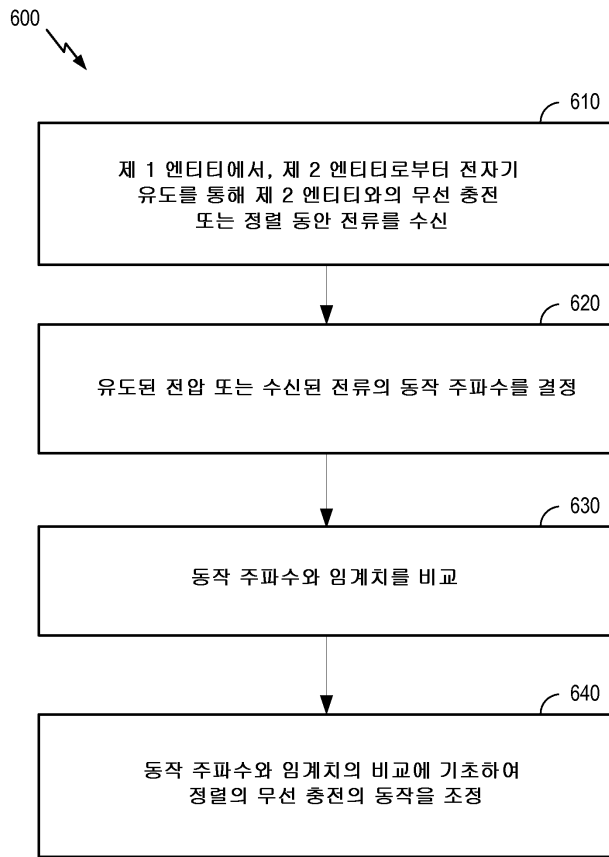 600
610
제 1 엔티티에서, 제 2 엔티티로부터 전자기
유도를 통해 제 2 엔티티와의 무선 충전
또는 정렬 동안 전류를 수신
620
유도된 전압 또는 수신된 전류의 동작 주파수를 결정
630
동작 주파수와 임계치를 비교
640
동작 주파수와 임계치의 비교에 기초하여
정렬의 무선 충전의 동작을 조정